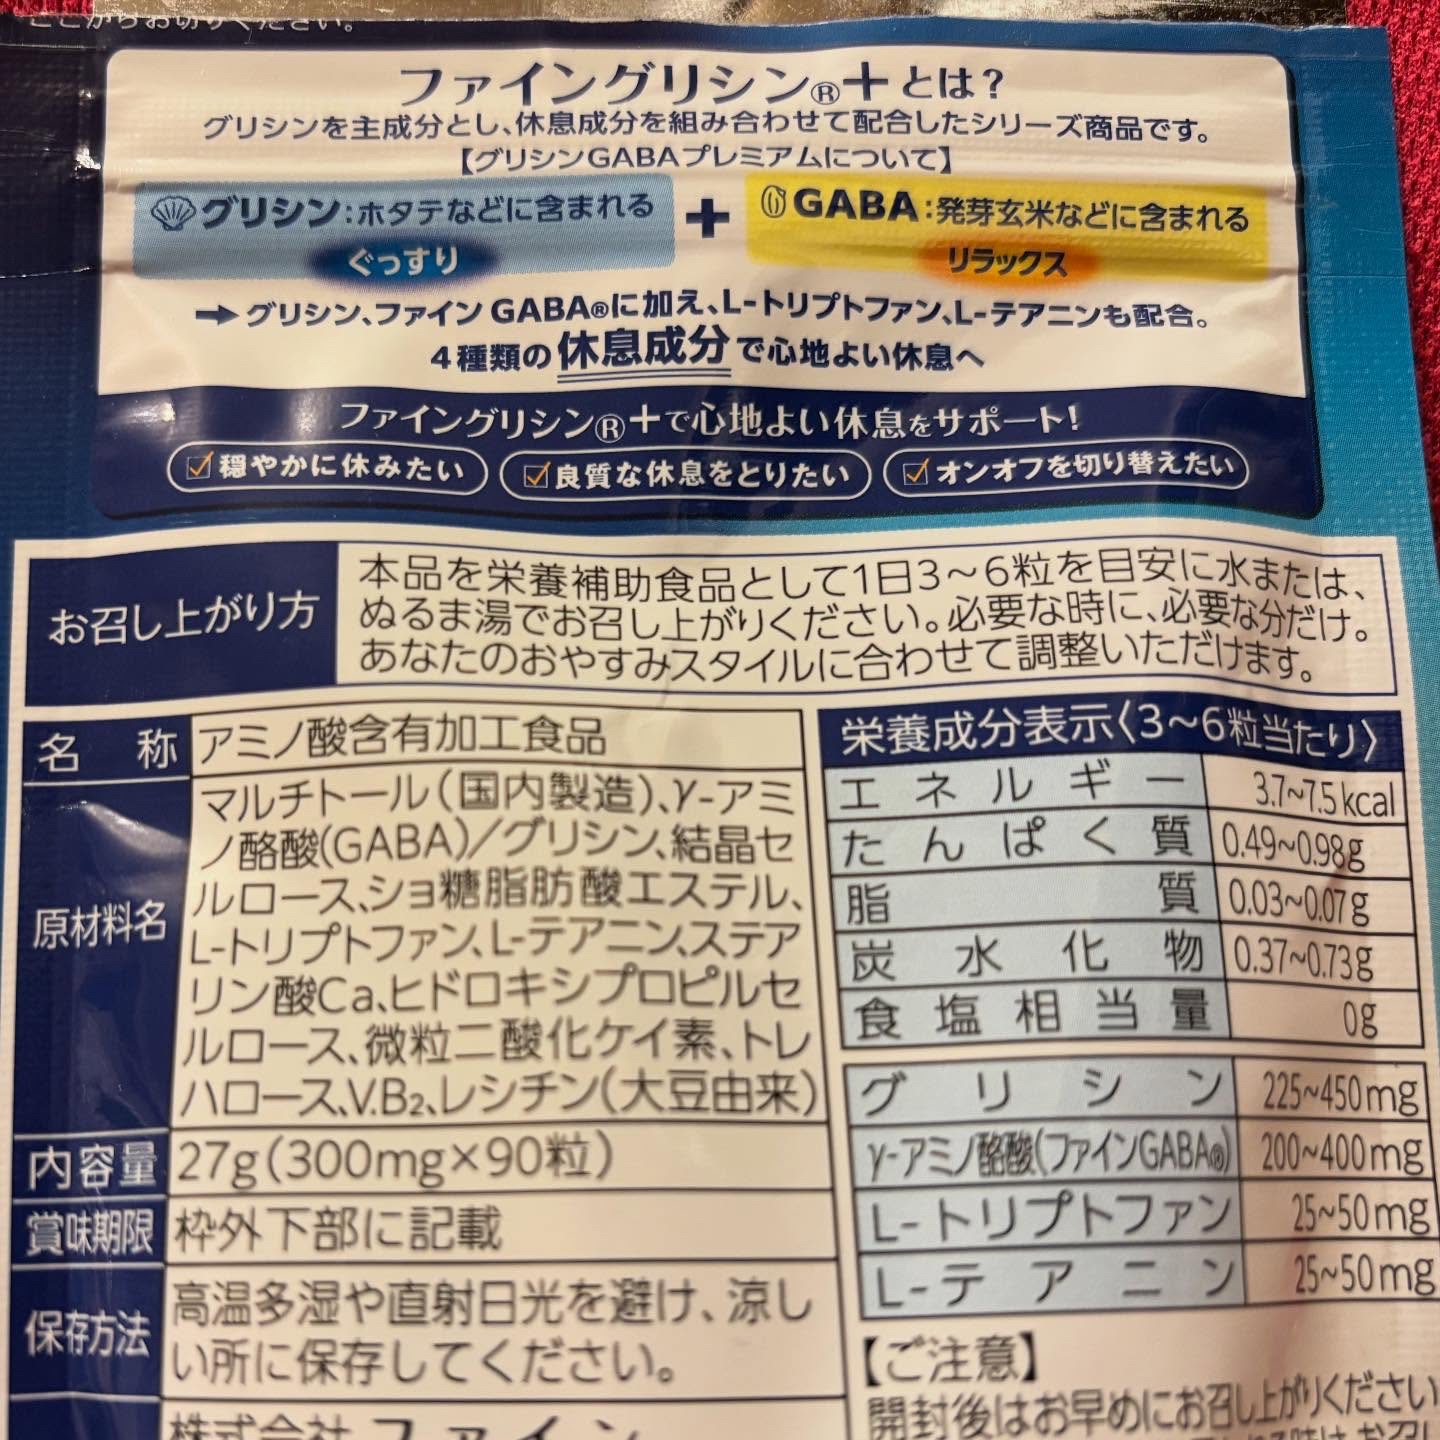 ここからお切りください。
ファイングリシン®+とは?
グリシンを主成分とし、休息成分を組み合わせて配合したシリーズ商品です。
【グリシンGABAプレミアムについて】
グリシン:ホタテなどに含まれる
ぐっすり
+
GABA:発芽玄米などに含まれる
リラックス
→グリシン、ファインGABA®に加え、L-トリプトファン、L-テアニンも配合。
4種類の休息成分で心地よい休息へ
ファイングリシン®+で心地よい休息をサポート!
穏やかに休みたい
良質な休息をとりたい
オンオフを切り替えたい
お召し上がり方
本品を栄養補助食品として1日3～6粒を目安に水または、
ぬるま湯でお召し上がりください。必要な時に、必要な分だけ。
あなたのおやすみスタイルに合わせて調整いただけます。
名 称
アミノ酸含有加工食品
原材料名
マルチトール(国内製造)、γ-アミ
ノ酪酸(GABA)/グリシン、結晶セ
ルロース、ショ糖脂肪酸エステル、
L-トリプトファン、L-テアニン、ステア
リン酸Ca、ヒドロキシプロピルセ
ルロース、微粒二酸化ケイ素、トレ
ハロース、V.B₂、レシチン(大豆由来)
内容量
27g(300mg×90粒)
賞味期限
枠外下部に記載
保存方法
高温多湿や直射日光を避け、涼し
い所に保存してください。
株式会社ファイン
栄養成分表示〈3～6粒当たり〉
エネルギー 3.7~7.5kcal
たんぱく質 0.49~0.98g
脂質 0.03~0.07g
炭水化物 0.37~0.73g
食塩相当量 0g
グリシン 225~450mg
γ-アミノ酪酸(ファインGABA®) 200~400mg
L-トリプトファン 25~50mg
L-テアニン 25~50mg
【ご注意】
開封後はお早めにお召し上がりください